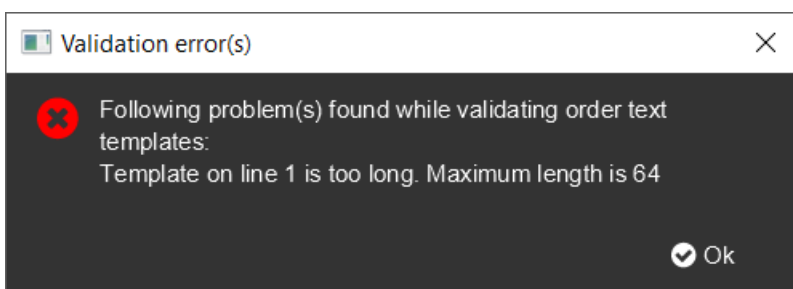 Validation error(s)
Following problem(s) found while validating order text
templates:
Template on line 1 is too long. Maximum length is 64
Ok